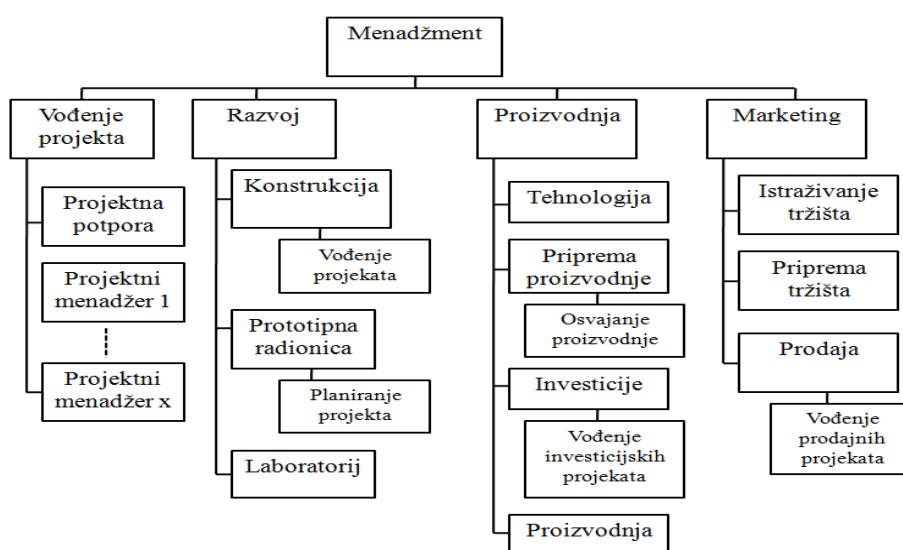 Menadžment
Vođenje
projekta
Razvoj
Proizvodnja
Marketing
Projektna
potpora
Projektni
menadžer 1
Projektni
menadžer x
Konstrukcija
Vođenje
projekata
Prototipna
radionica
Planiranje
projekta
Laboratorij
Tehnologija
Priprema
proizvodnje
Osvajanje
proizvodnje
Investicije
Vođenje
investicijskih
projekata
Proizvodnja
Istraživanje
tržišta
Priprema
tržišta
Prodaja
Vođenje
prodajnih
projekata